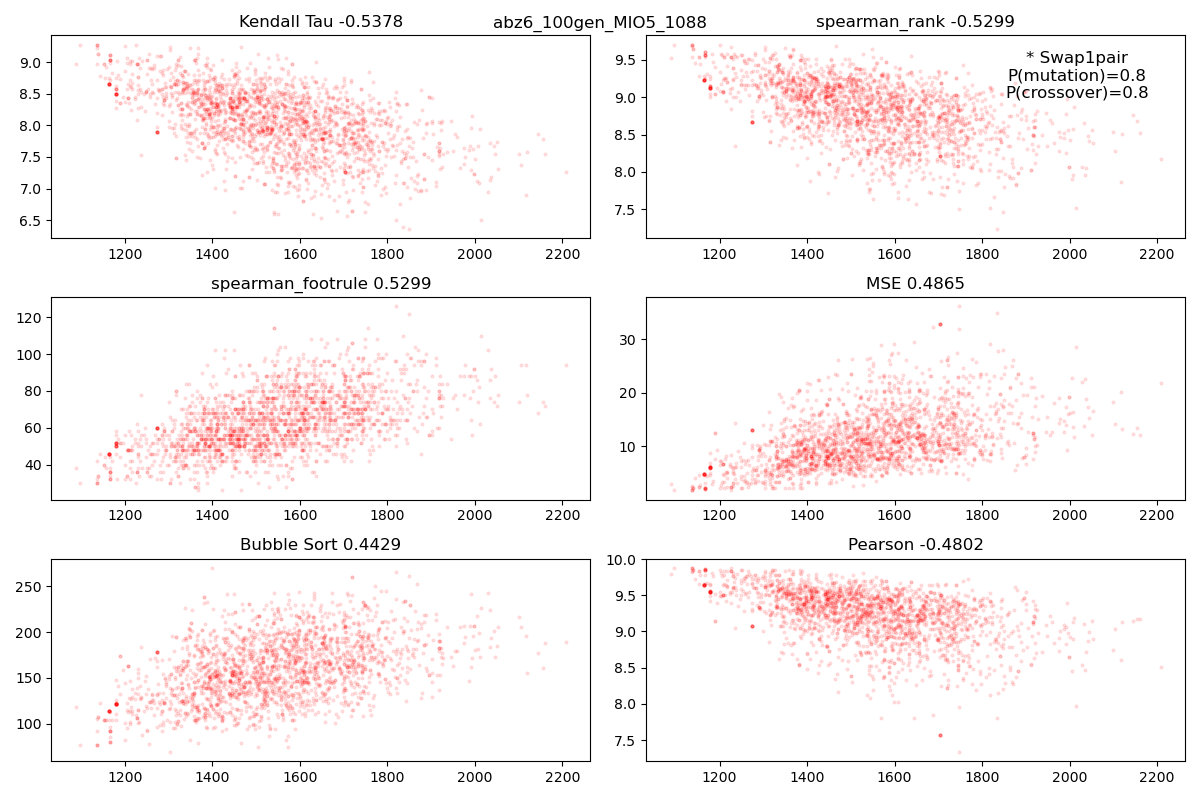 Kendall Tau -0.5378
abz6_100gen_MIO5_1088
spearman_rank -0.5299
9.0
8.5
8.0
7.5
7.0
6.5
1200 1400 1600 1800 2000 2200
* Swap1pair
P(mutation)=0.8
P(crossover)=0.8
9.5
9.0
8.5
8.0
7.5
1200 1400 1600 1800 2000 2200
spearman_footrule 0.5299
120
100
80
60
40
1200 1400 1600 1800 2000 2200
MSE 0.4865
30
20
10
1200 1400 1600 1800 2000 2200
Bubble Sort 0.4429
250
200
150
100
1200 1400 1600 1800 2000 2200
Pearson -0.4802
10.0
9.5
9.0
8.5
8.0
7.5
1200 1400 1600 1800 2000 2200